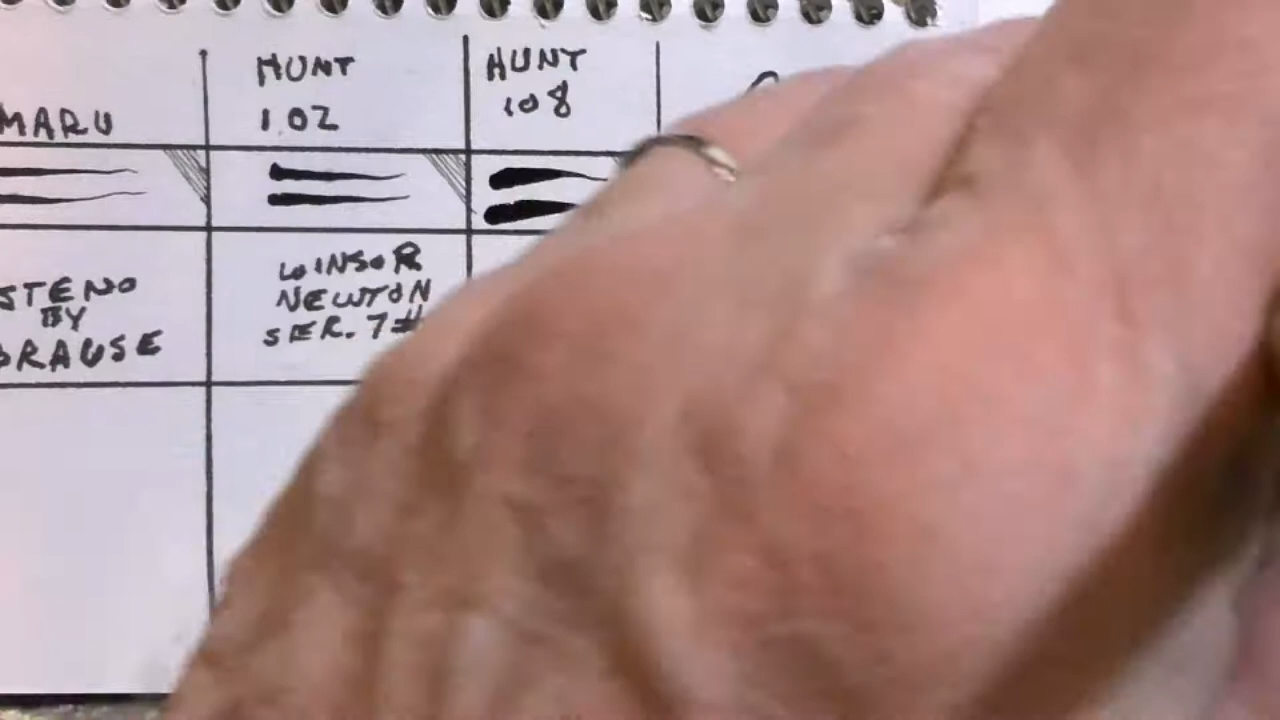 MARU
HUNT
102
HUNT
108
STENO
BY
BRAUSE
WINSOR
NEWTON
SER. 7 #